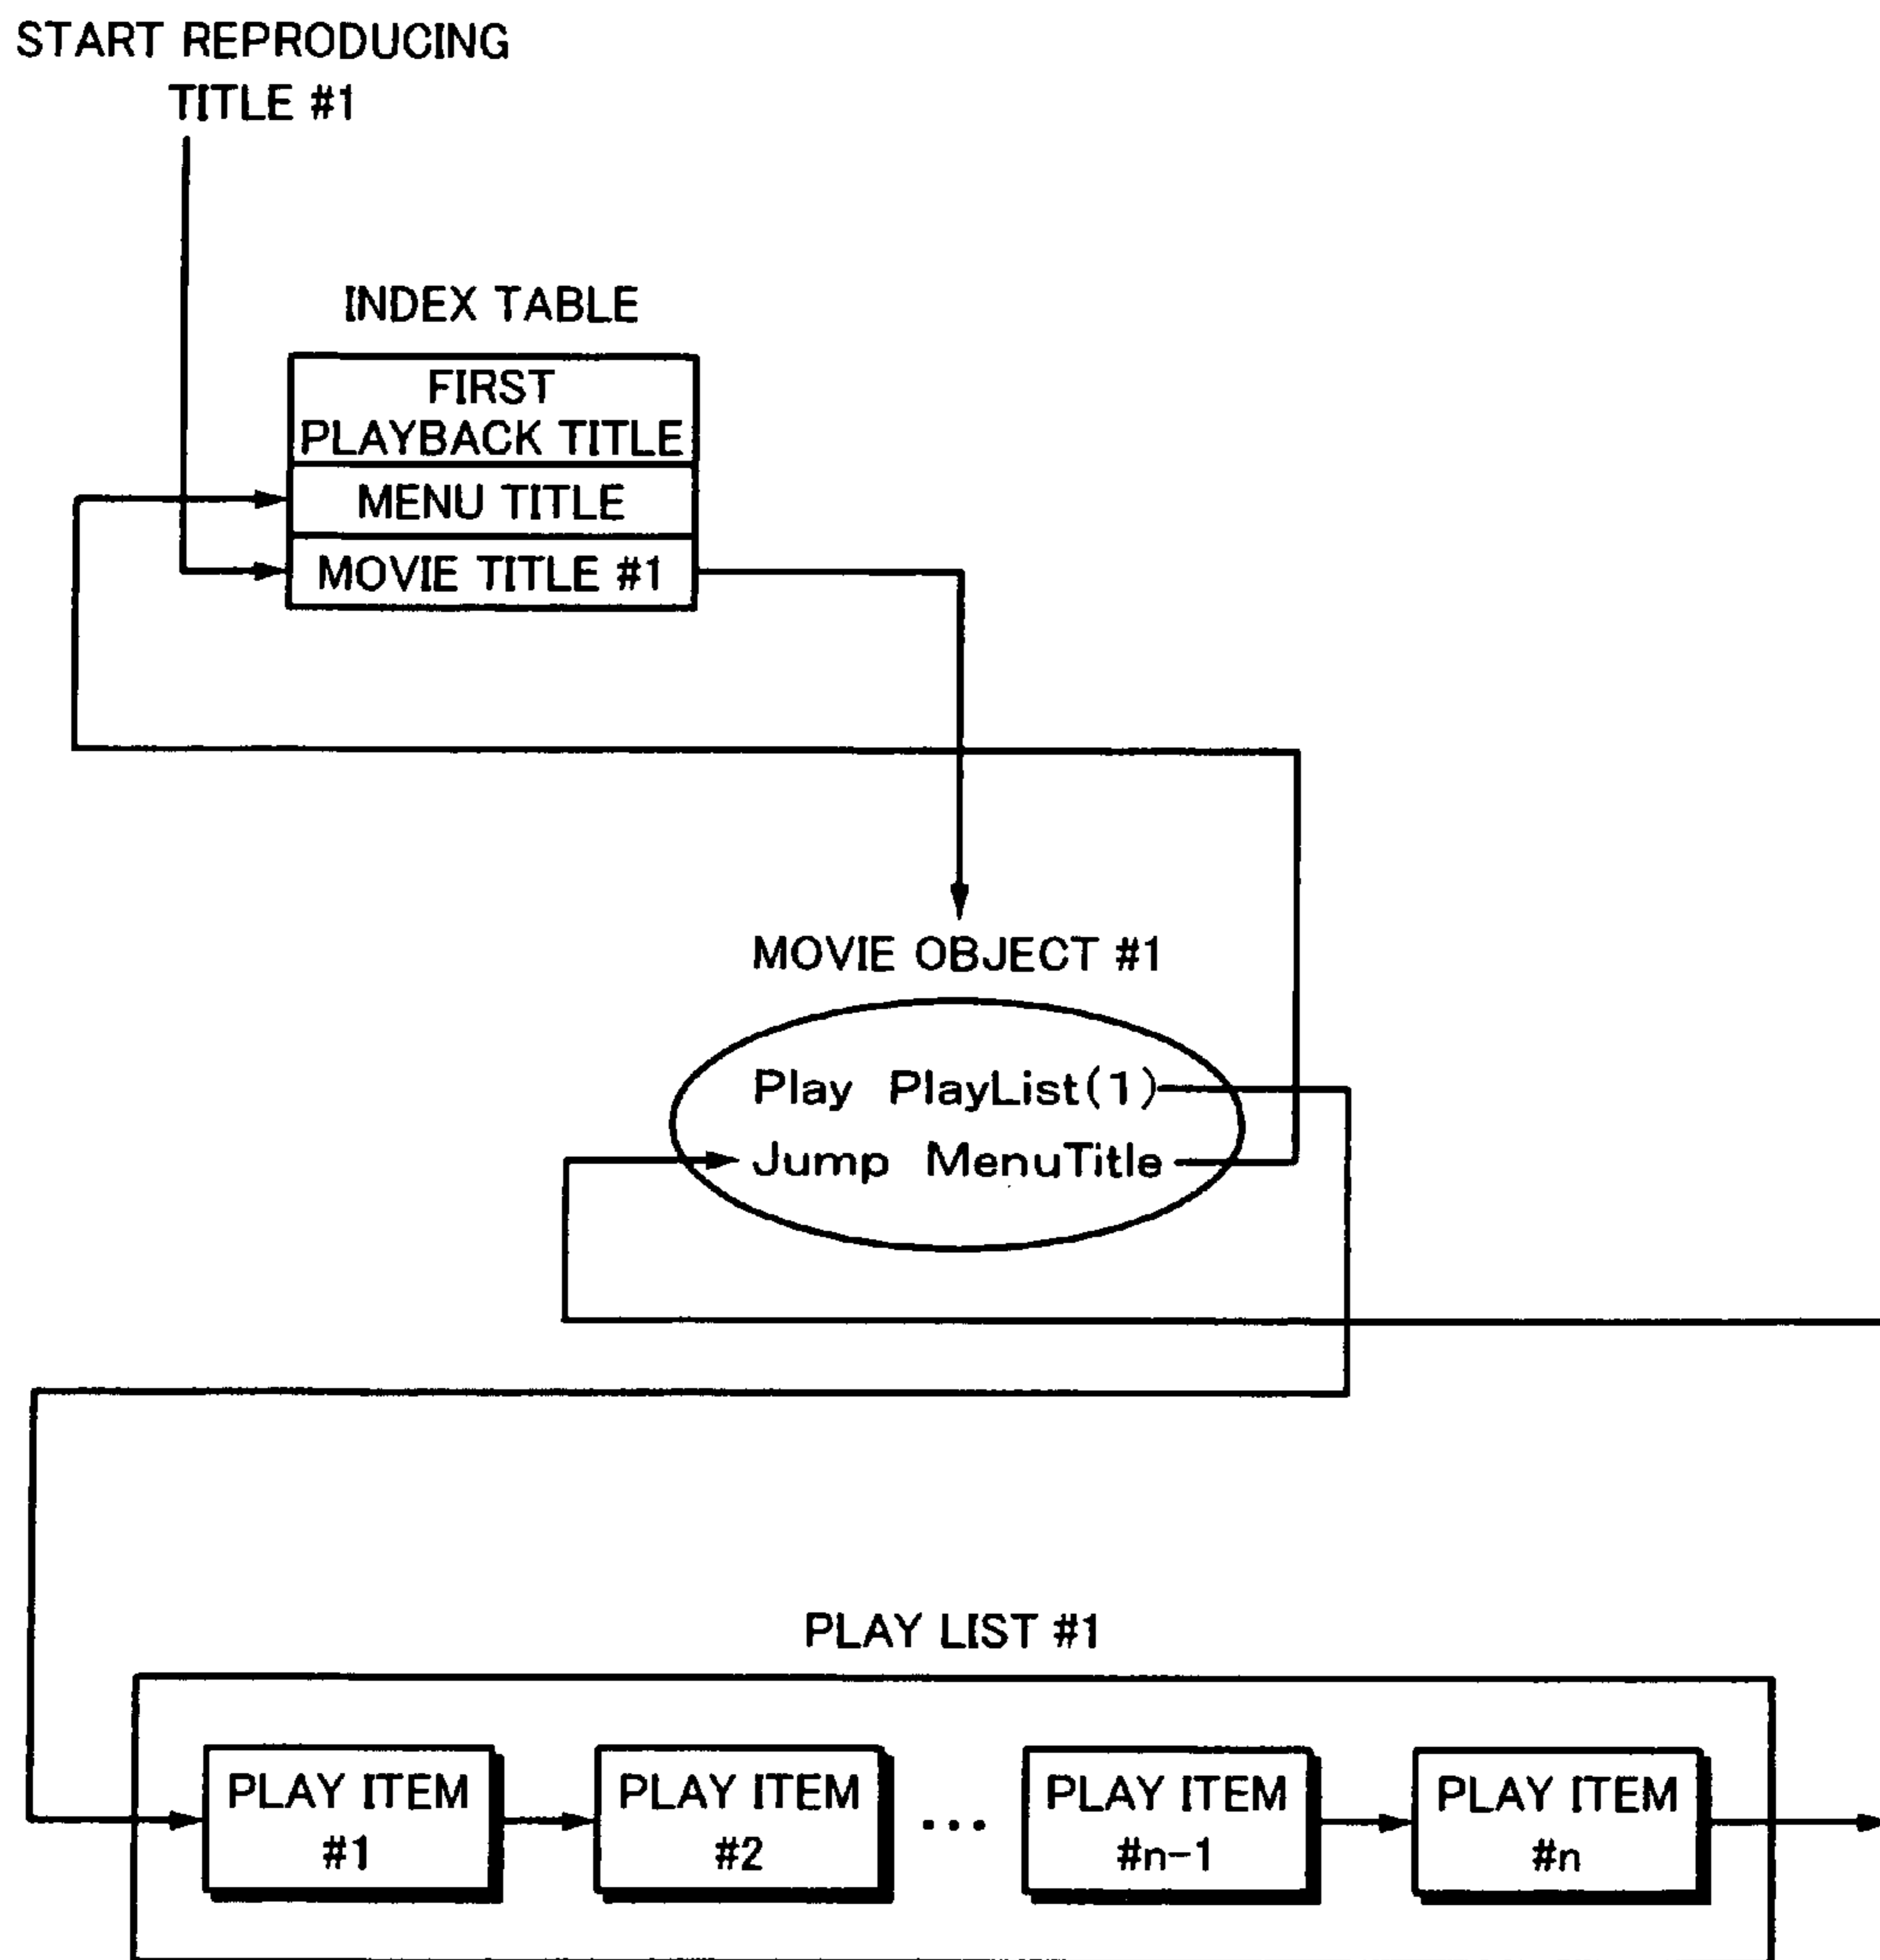 START REPRODUCING
TITLE #1
INDEX TABLE
FIRST
PLAYBACK TITLE
MENU TITLE
MOVIE TITLE #1
MOVIE OBJECT #1
Play PlayList(1)
Jump MenuTitle
PLAY LIST #1
PLAY ITEM
#1
PLAY ITEM
#2
...
PLAY ITEM
#n-1
PLAY ITEM
#n